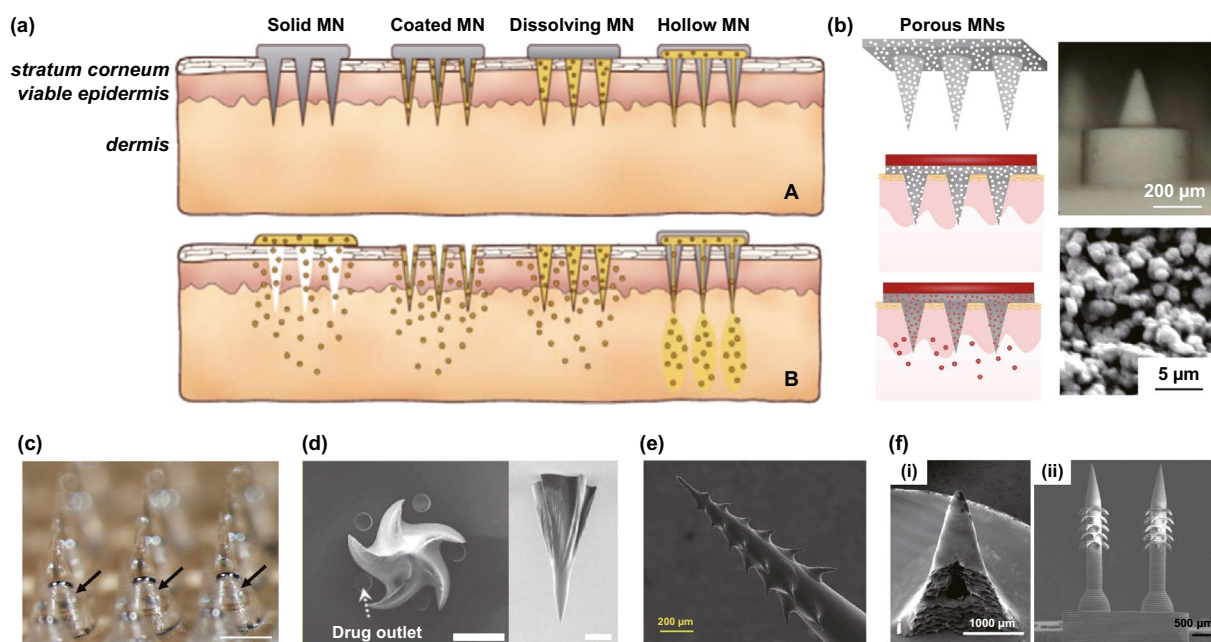 (a)
Solid MN Coated MN Dissolving MN Hollow MN
stratum corneum
viable epidermis
dermis
A
B
(b)
Porous MNs
200 µm
5 µm
(c)
(d)
Drug outlet
(e)
200 µm
(f)
(i)
i
1000 µm
(ii)
500 µm